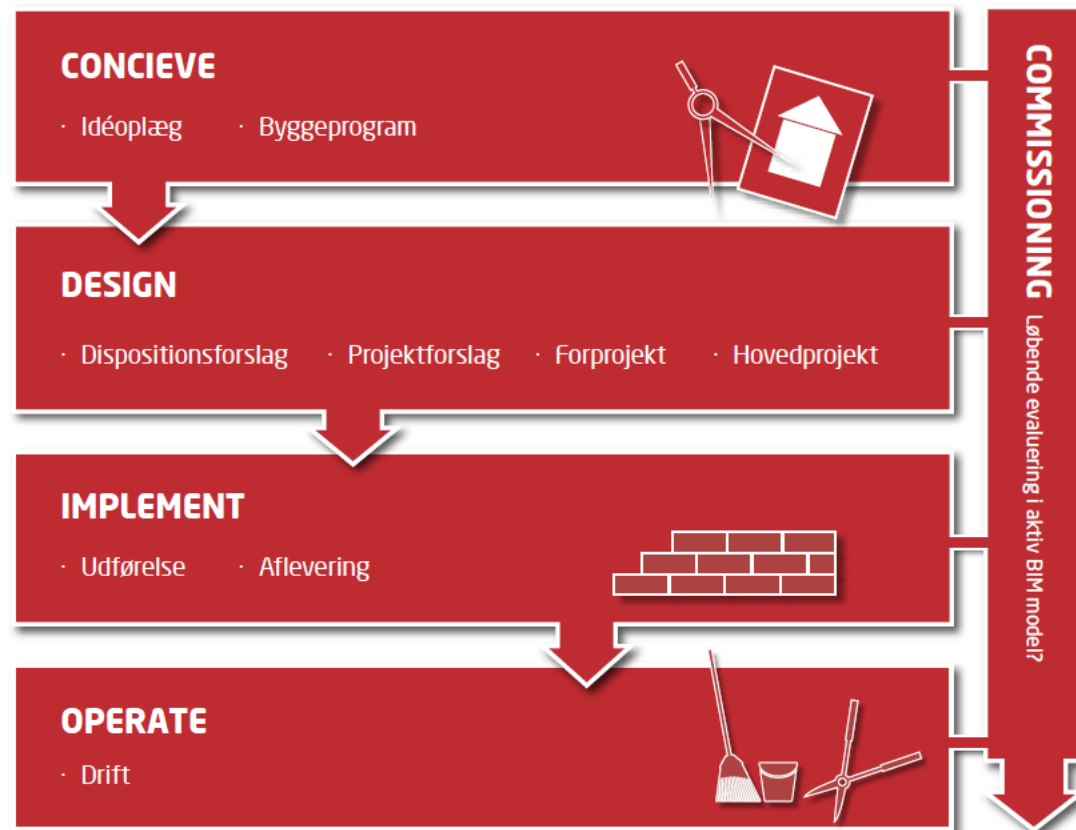 CONCIEVE
· Idéoplæg · Byggeprogram
DESIGN
· Dispositionsforslag · Projektforslag · Forprojekt · Hovedprojekt
IMPLEMENT
· Udførelse · Aflevering
OPERATE
· Drift
COMMISSIONING Løbende evaluering i aktiv BIM model?